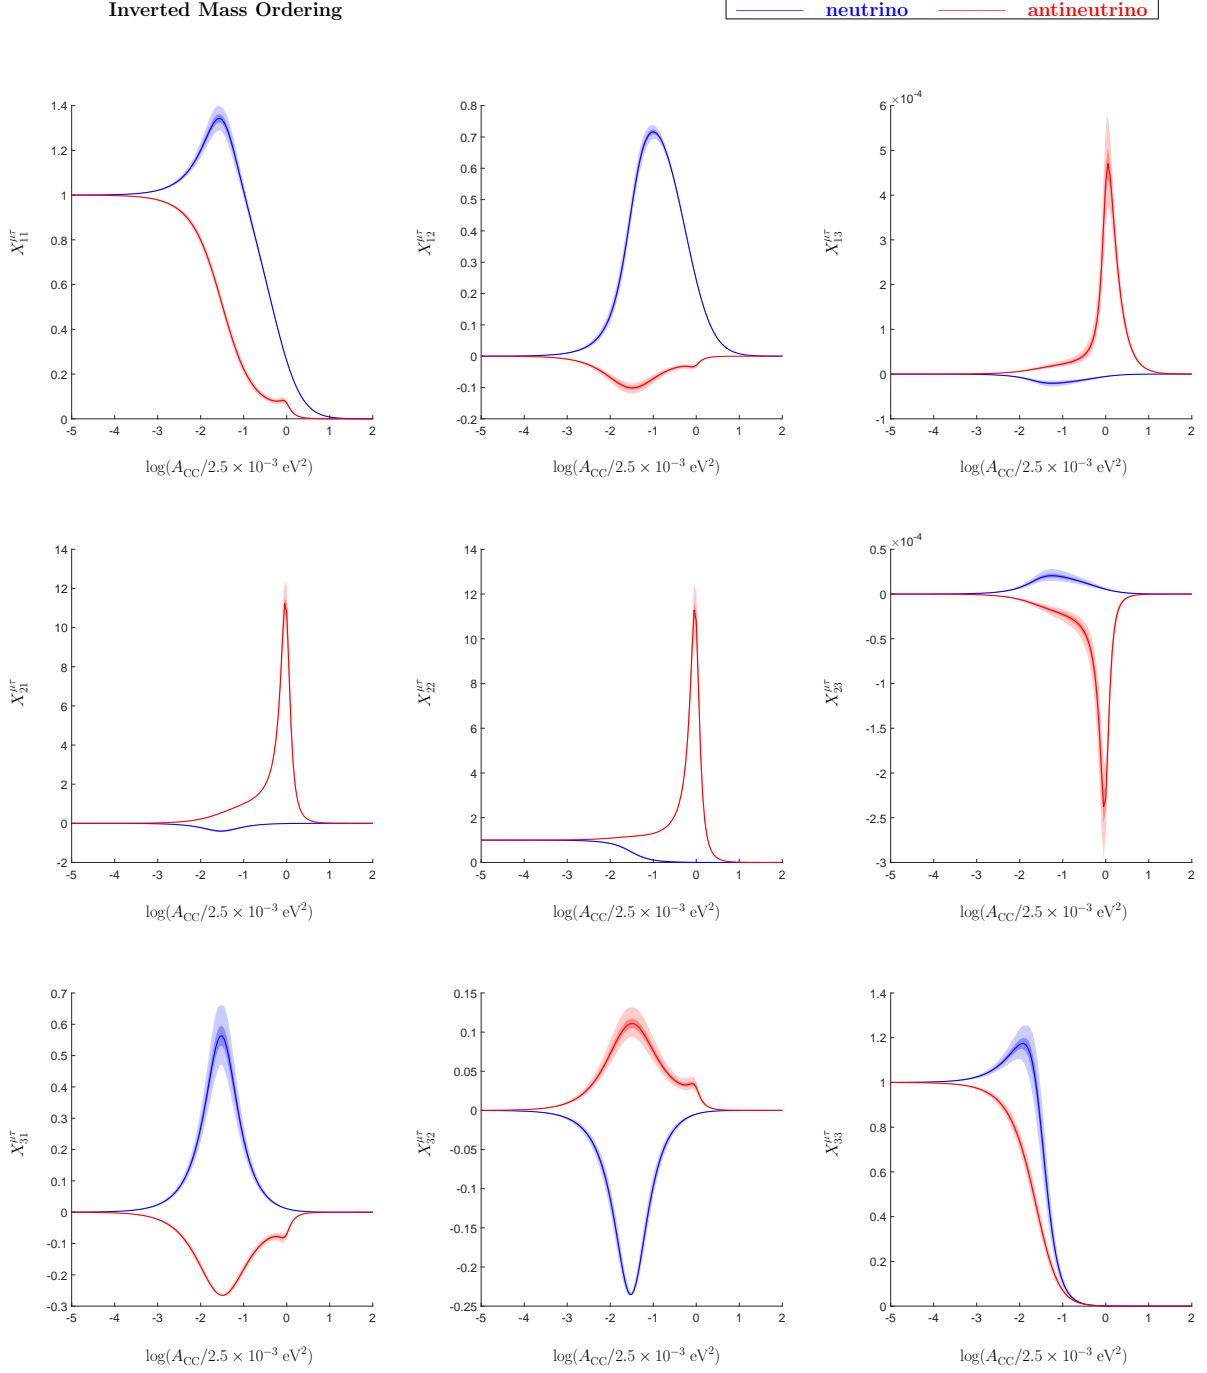 Inverted Mass Ordering
neutrino antineutrino
1.4 1.2 1 0.8 0.6 0.4 0.2 0
-5 -4 -3 -2 -1 0 1 2
X_{11}^{μτ}
log(A_CC/2.5 × 10^{-3} eV^2)
0.8 0.7 0.6 0.5 0.4 0.3 0.2 0.1 0 -0.1 -0.2
-5 -4 -3 -2 -1 0 1 2
X_{12}^{μτ}
log(A_CC/2.5 × 10^{-3} eV^2)
×10^{-4}
6 5 4 3 2 1 0 -1
-5 -4 -3 -2 -1 0 1 2
X_{13}^{μτ}
log(A_CC/2.5 × 10^{-3} eV^2)
14 12 10 8 6 4 2 0 -2
-5 -4 -3 -2 -1 0 1 2
X_{21}^{μτ}
log(A_CC/2.5 × 10^{-3} eV^2)
14 12 10 8 6 4 2 0
-5 -4 -3 -2 -1 0 1 2
X_{22}^{μτ}
log(A_CC/2.5 × 10^{-3} eV^2)
×10^{-4}
0.5 0 -0.5 -1 -1.5 -2 -2.5 -3
-5 -4 -3 -2 -1 0 1 2
X_{23}^{μτ}
log(A_CC/2.5 × 10^{-3} eV^2)
0.7 0.6 0.5 0.4 0.3 0.2 0.1 0 -0.1 -0.2 -0.3
-5 -4 -3 -2 -1 0 1 2
X_{31}^{μτ}
log(A_CC/2.5 × 10^{-3} eV^2)
0.15 0.1 0.05 0 -0.05 -0.1 -0.15 -0.2 -0.25
-5 -4 -3 -2 -1 0 1 2
X_{32}^{μτ}
log(A_CC/2.5 × 10^{-3} eV^2)
1.4 1.2 1 0.8 0.6 0.4 0.2 0
-5 -4 -3 -2 -1 0 1 2
X_{33}^{μτ}
log(A_CC/2.5 × 10^{-3} eV^2)